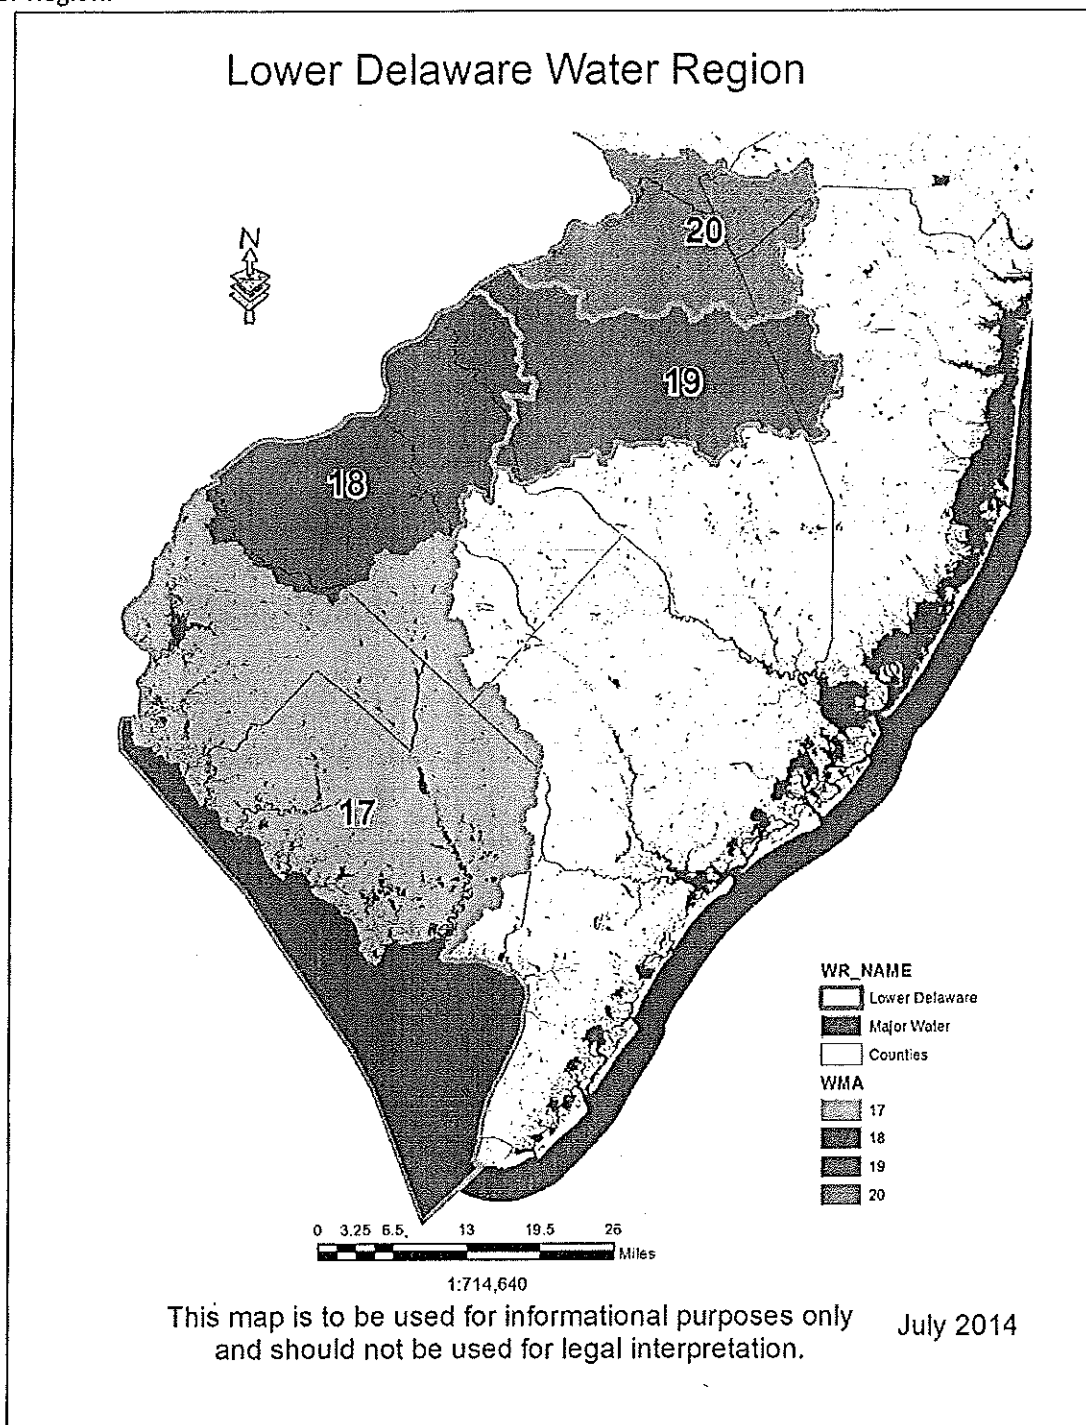 Lower Delaware Water Region
N
20
19
18
17
WR_NAME
Lower Delaware
Major Water
Counties
WMA
17
18
19
20
0 3.25 6.5 13 19.5 26
Miles
1:714,640
This map is to be used for informational purposes only
and should not be used for legal interpretation.
July 2014